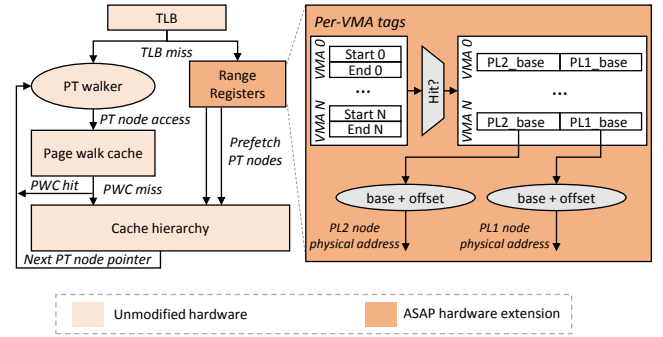 TLB
TLB miss
PT walker
Range
Registers
PT node access
Page walk cache
Prefetch
PT nodes
PWC hit
PWC miss
Cache hierarchy
Next PT node pointer
Per-VMA tags
VMA 0
Start 0
End 0
...
VMA N
Start N
End N
Hit?
VMA 0
PL2_base
PL1_base
...
VMA N
PL2_base
PL1_base
base + offset
base + offset
PL2 node
physical address
PL1 node
physical address
Unmodified hardware
ASAP hardware extension